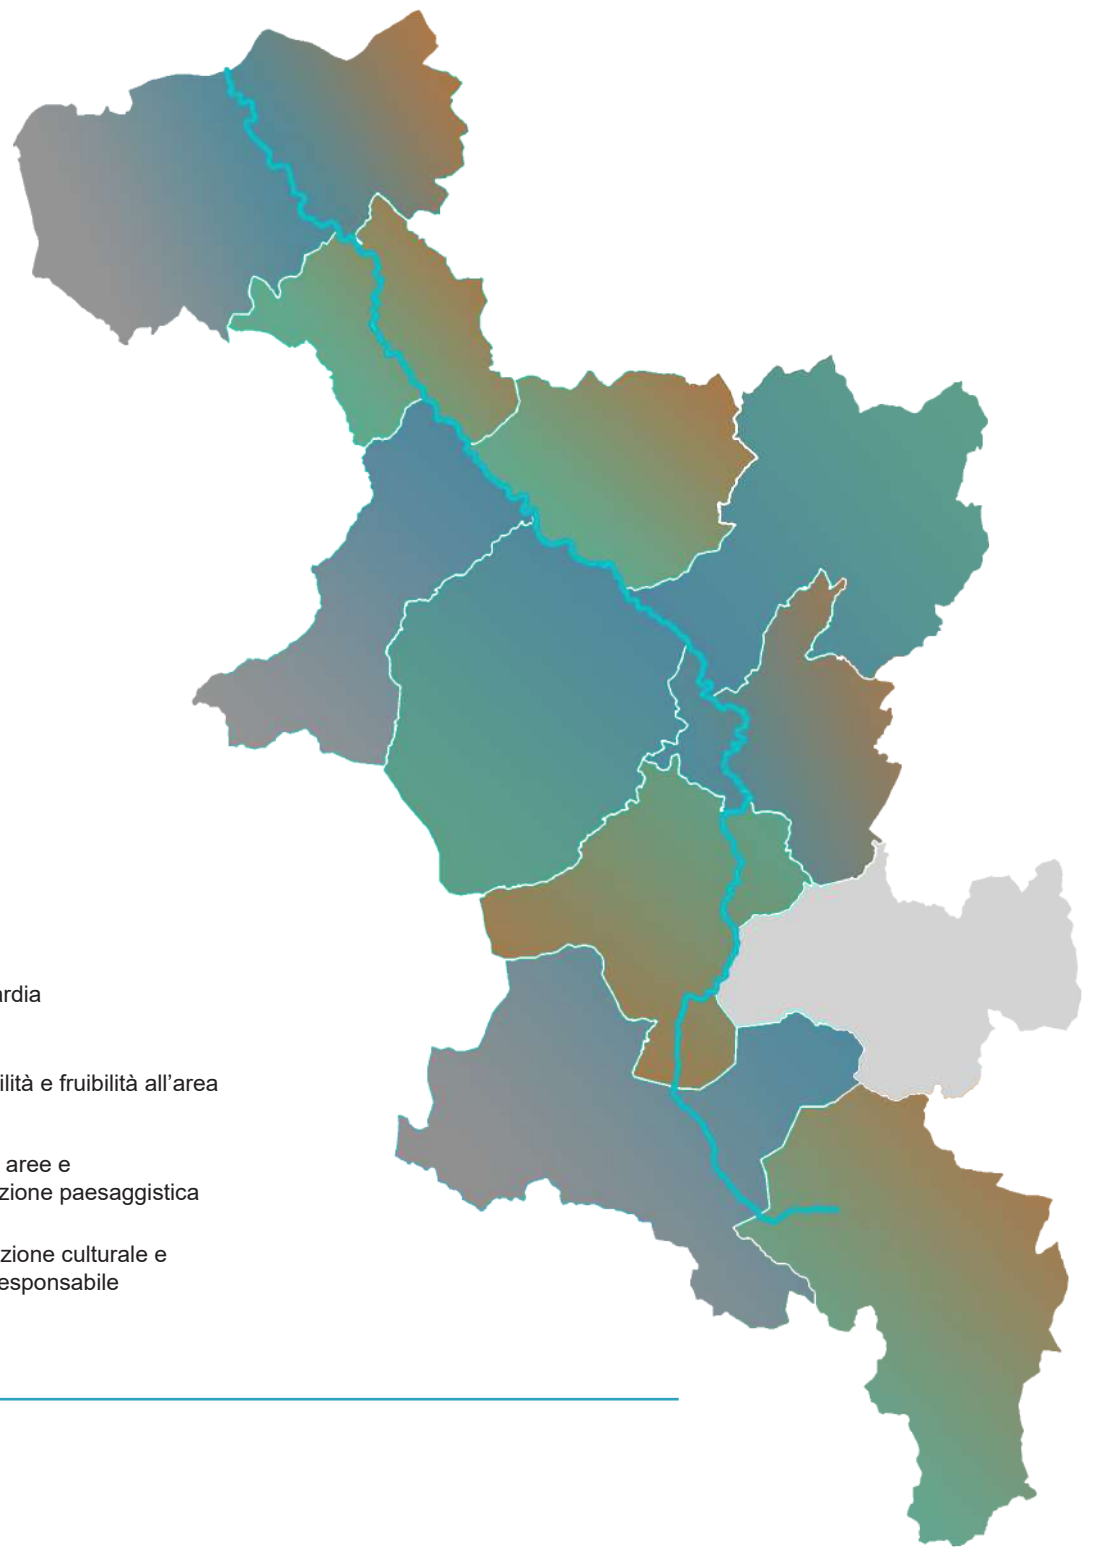 ardia
ilità e fruibilità all'area
aree e
zione paesaggistica
zione culturale e
esponsabile